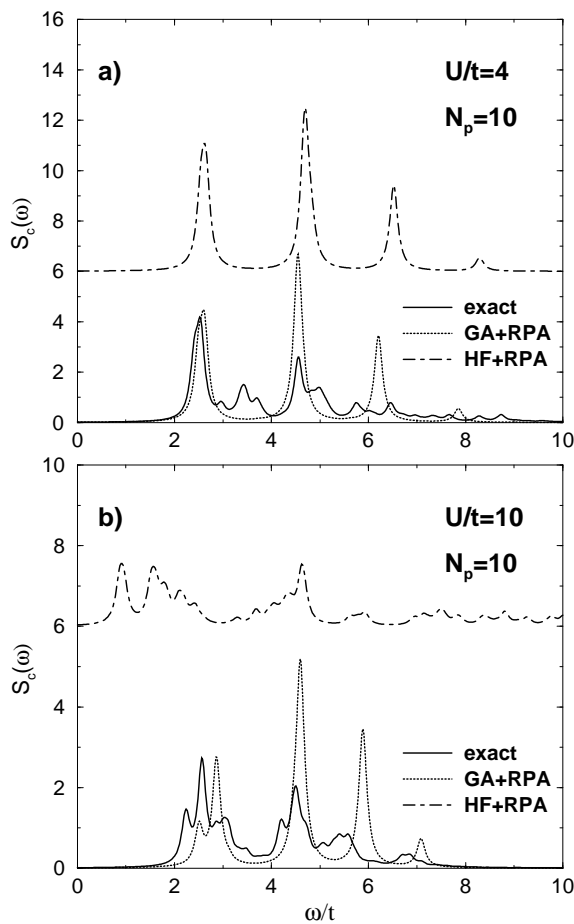 16
14
12
10
8
6
4
2
0
S_c(ω)
a)
U/t=4
N_p=10
exact
GA+RPA
HF+RPA
0 2 4 6 8 10
10
8
6
4
2
0
S_c(ω)
b)
U/t=10
N_p=10
exact
GA+RPA
HF+RPA
0 2 4 6 8 10
ω/t